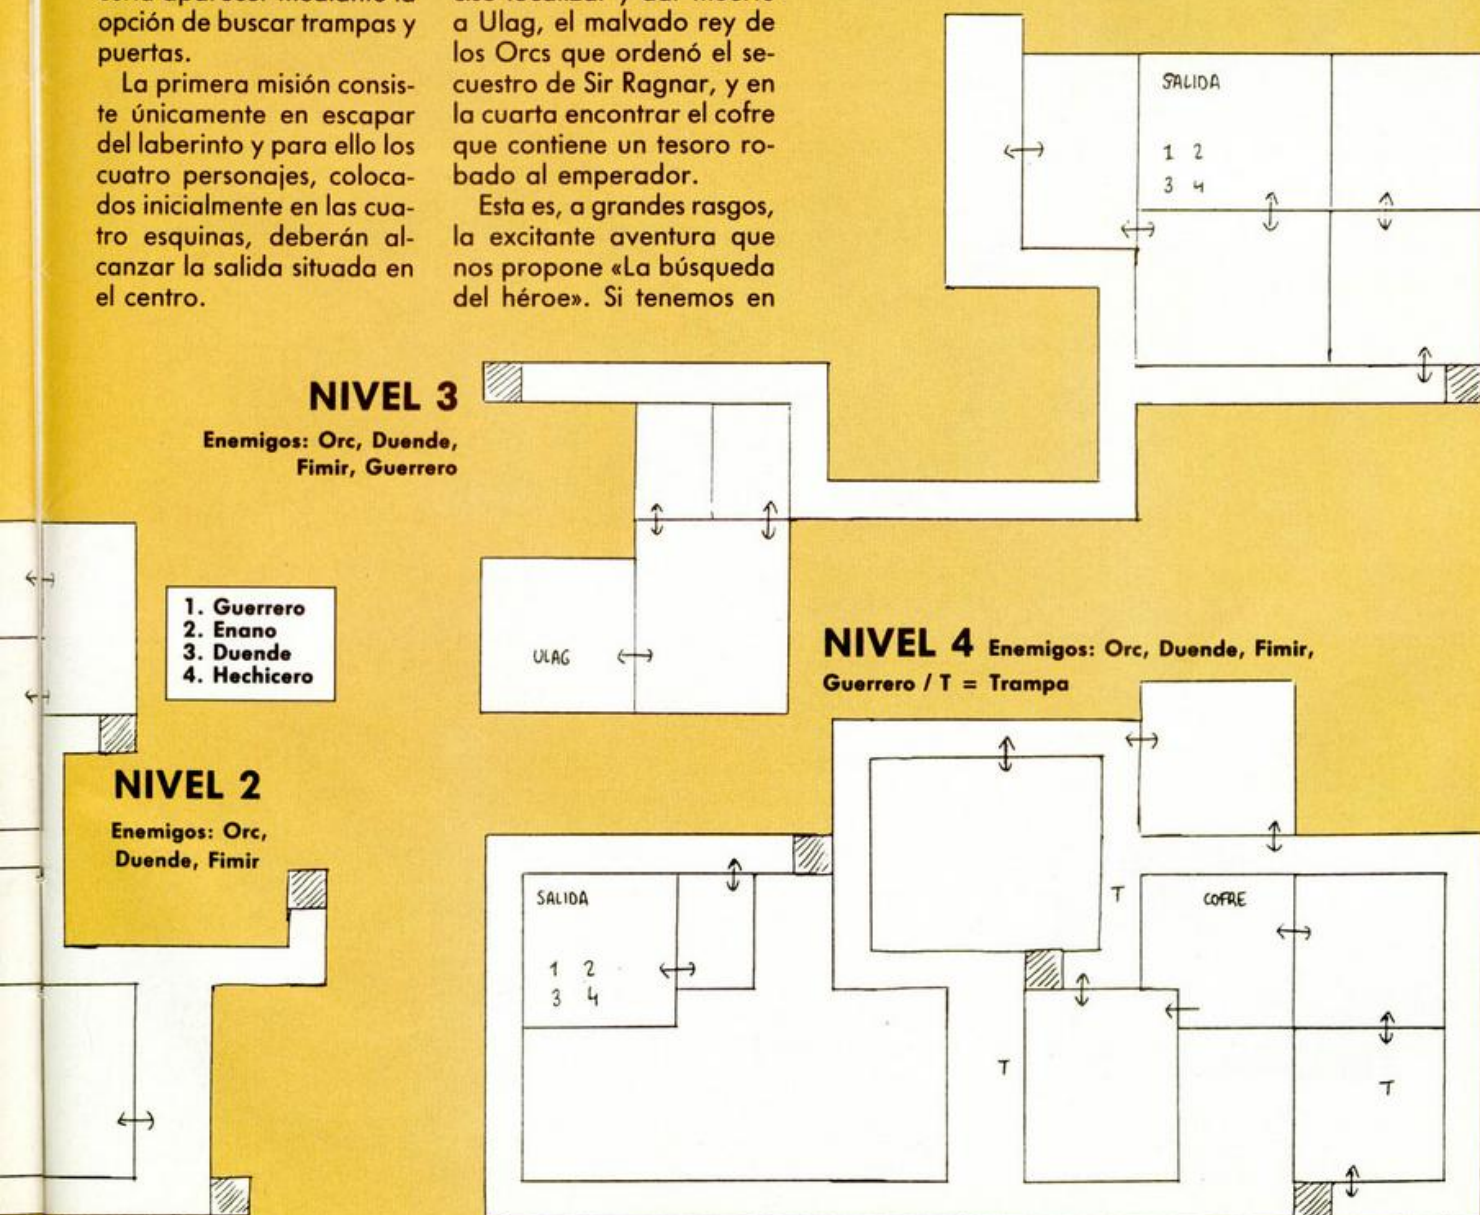 opción de buscar trampas y
puertas.
La primera misión consis-
te únicamente en escapar
del laberinto y para ello los
cuatro personajes, coloca-
dos inicialmente en las cua-
tro esquinas, deberán al-
canzar la salida situada en
el centro.
a Ulag, el malvado rey de
los Orcs que ordenó el se-
cuestro de Sir Ragnar, y en
la cuarta encontrar el cofre
que contiene un tesoro ro-
bado al emperador.
Esta es, a grandes rasgos,
la excitante aventura que
nos propone «La búsqueda
del héroe». Si tenemos en
SALIDA
1 2
3 4
NIVEL 3
Enemigos: Orc, Duende,
Fimir, Guerrero
ULAG
1. Guerrero
2. Enano
3. Duende
4. Hechicero
NIVEL 2
Enemigos: Orc,
Duende, Fimir
NIVEL 4 Enemigos: Orc, Duende, Fimir,
Guerrero / T = Trampa
SALIDA
1 2
3 4
T
COFRE
T
T